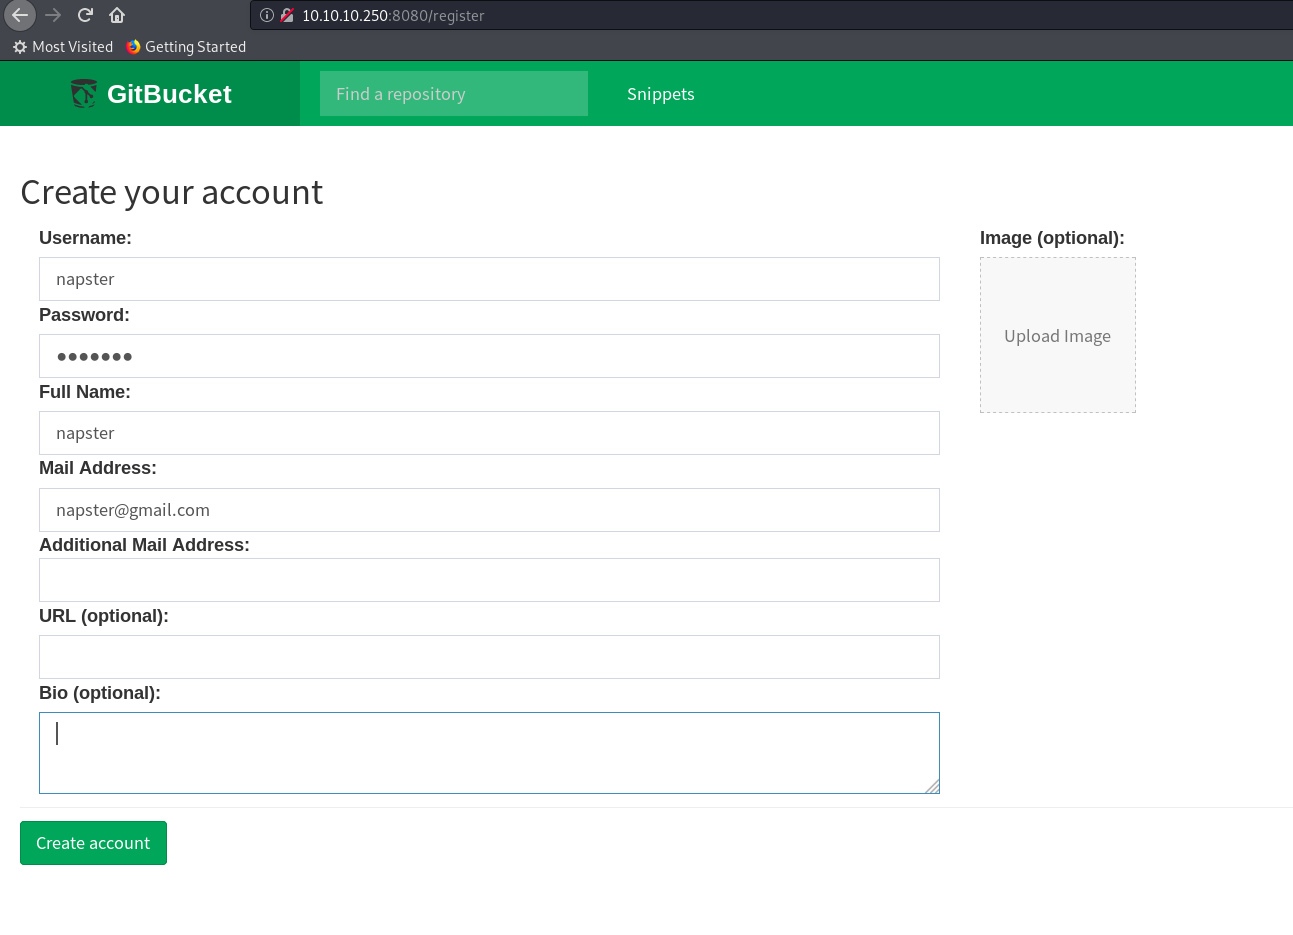 10.10.10.250:8080/register
Most Visited Getting Started
GitBucket Find a repository Snippets
Create your account
Username:
napster
Password:
●●●●●●●
Full Name:
napster
Mail Address:
napster@gmail.com
Additional Mail Address:
URL (optional):
Bio (optional):
Image (optional):
Upload Image
Create account